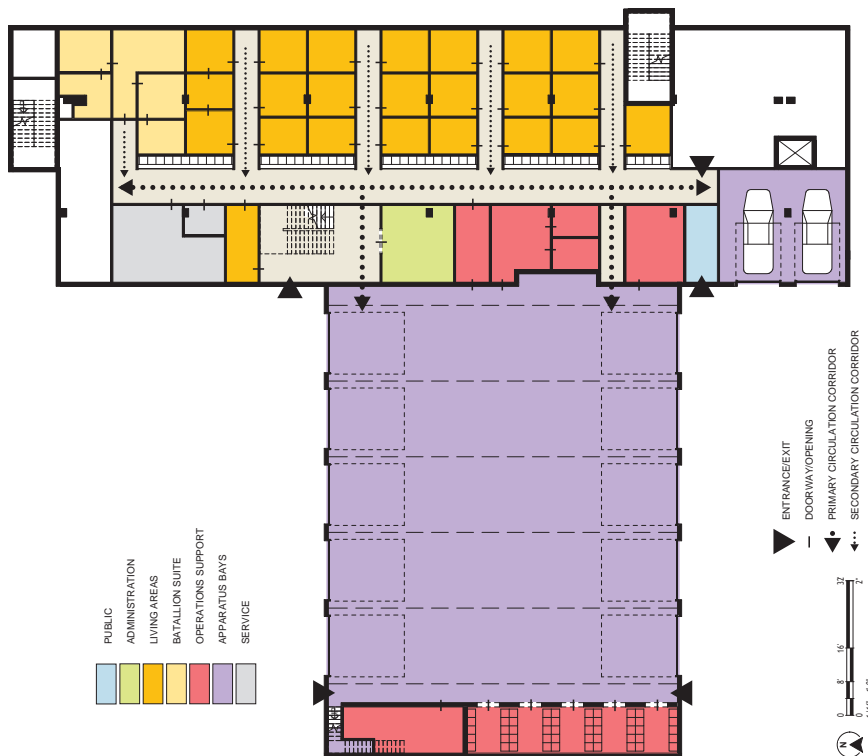 PUBLIC
ADMINISTRATION
LIVING AREAS
BATALLION SUITE
OPERATIONS SUPPORT
APPARATUS BAYS
SERVICE
ENTRANCE/EXIT
DOORWAY/OPENING
PRIMARY CIRCULATION CORRIDOR
SECONDARY CIRCULATION CORRIDOR
0 8' 16' 32'
N